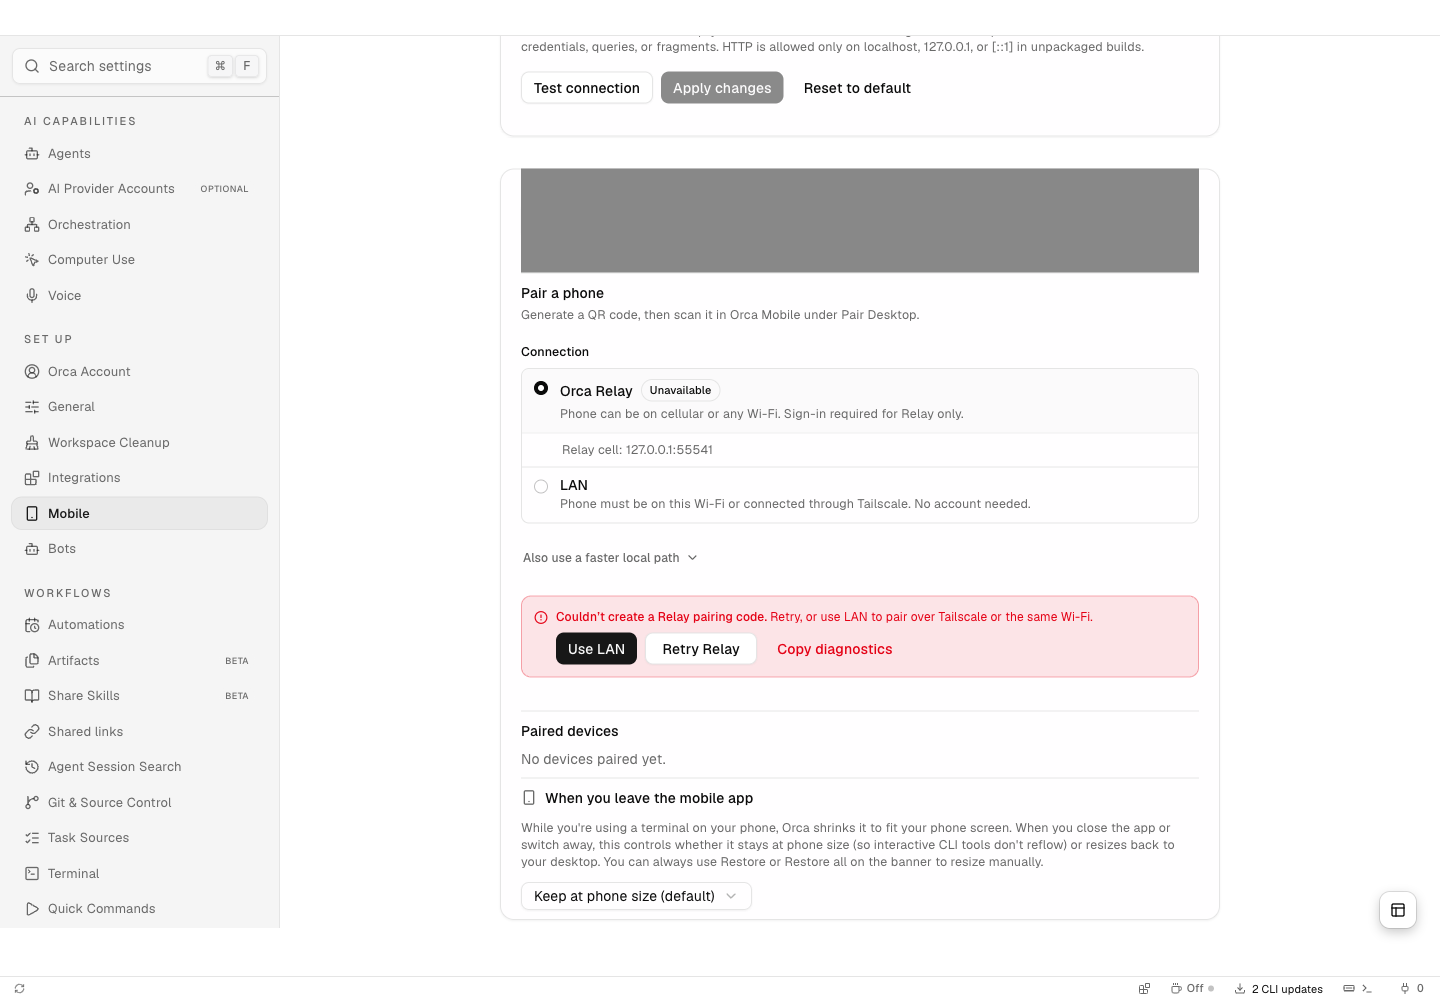 Search settings
⌘ F
AI CAPABILITIES
Agents
AI Provider Accounts OPTIONAL
Orchestration
Computer Use
Voice
SET UP
Orca Account
General
Workspace Cleanup
Integrations
Mobile
Bots
WORKFLOWS
Automations
Artifacts BETA
Share Skills BETA
Shared links
Agent Session Search
Git & Source Control
Task Sources
Terminal
Quick Commands
credentials, queries, or fragments. HTTP is allowed only on localhost, 127.0.0.1, or [::1] in unpackaged builds.
Test connection Apply changes Reset to default
Pair a phone
Generate a QR code, then scan it in Orca Mobile under Pair Desktop.
Connection
Orca Relay Unavailable
Phone can be on cellular or any Wi-Fi. Sign-in required for Relay only.
Relay cell: 127.0.0.1:55541
LAN
Phone must be on this Wi-Fi or connected through Tailscale. No account needed.
Also use a faster local path
Couldn't create a Relay pairing code. Retry, or use LAN to pair over Tailscale or the same Wi-Fi.
Use LAN Retry Relay Copy diagnostics
Paired devices
No devices paired yet.
When you leave the mobile app
While you're using a terminal on your phone, Orca shrinks it to fit your phone screen. When you close the app or
switch away, this controls whether it stays at phone size (so interactive CLI tools don't reflow) or resizes back to
your desktop. You can always use Restore or Restore all on the banner to resize manually.
Keep at phone size (default)
Off 2 CLI updates 0